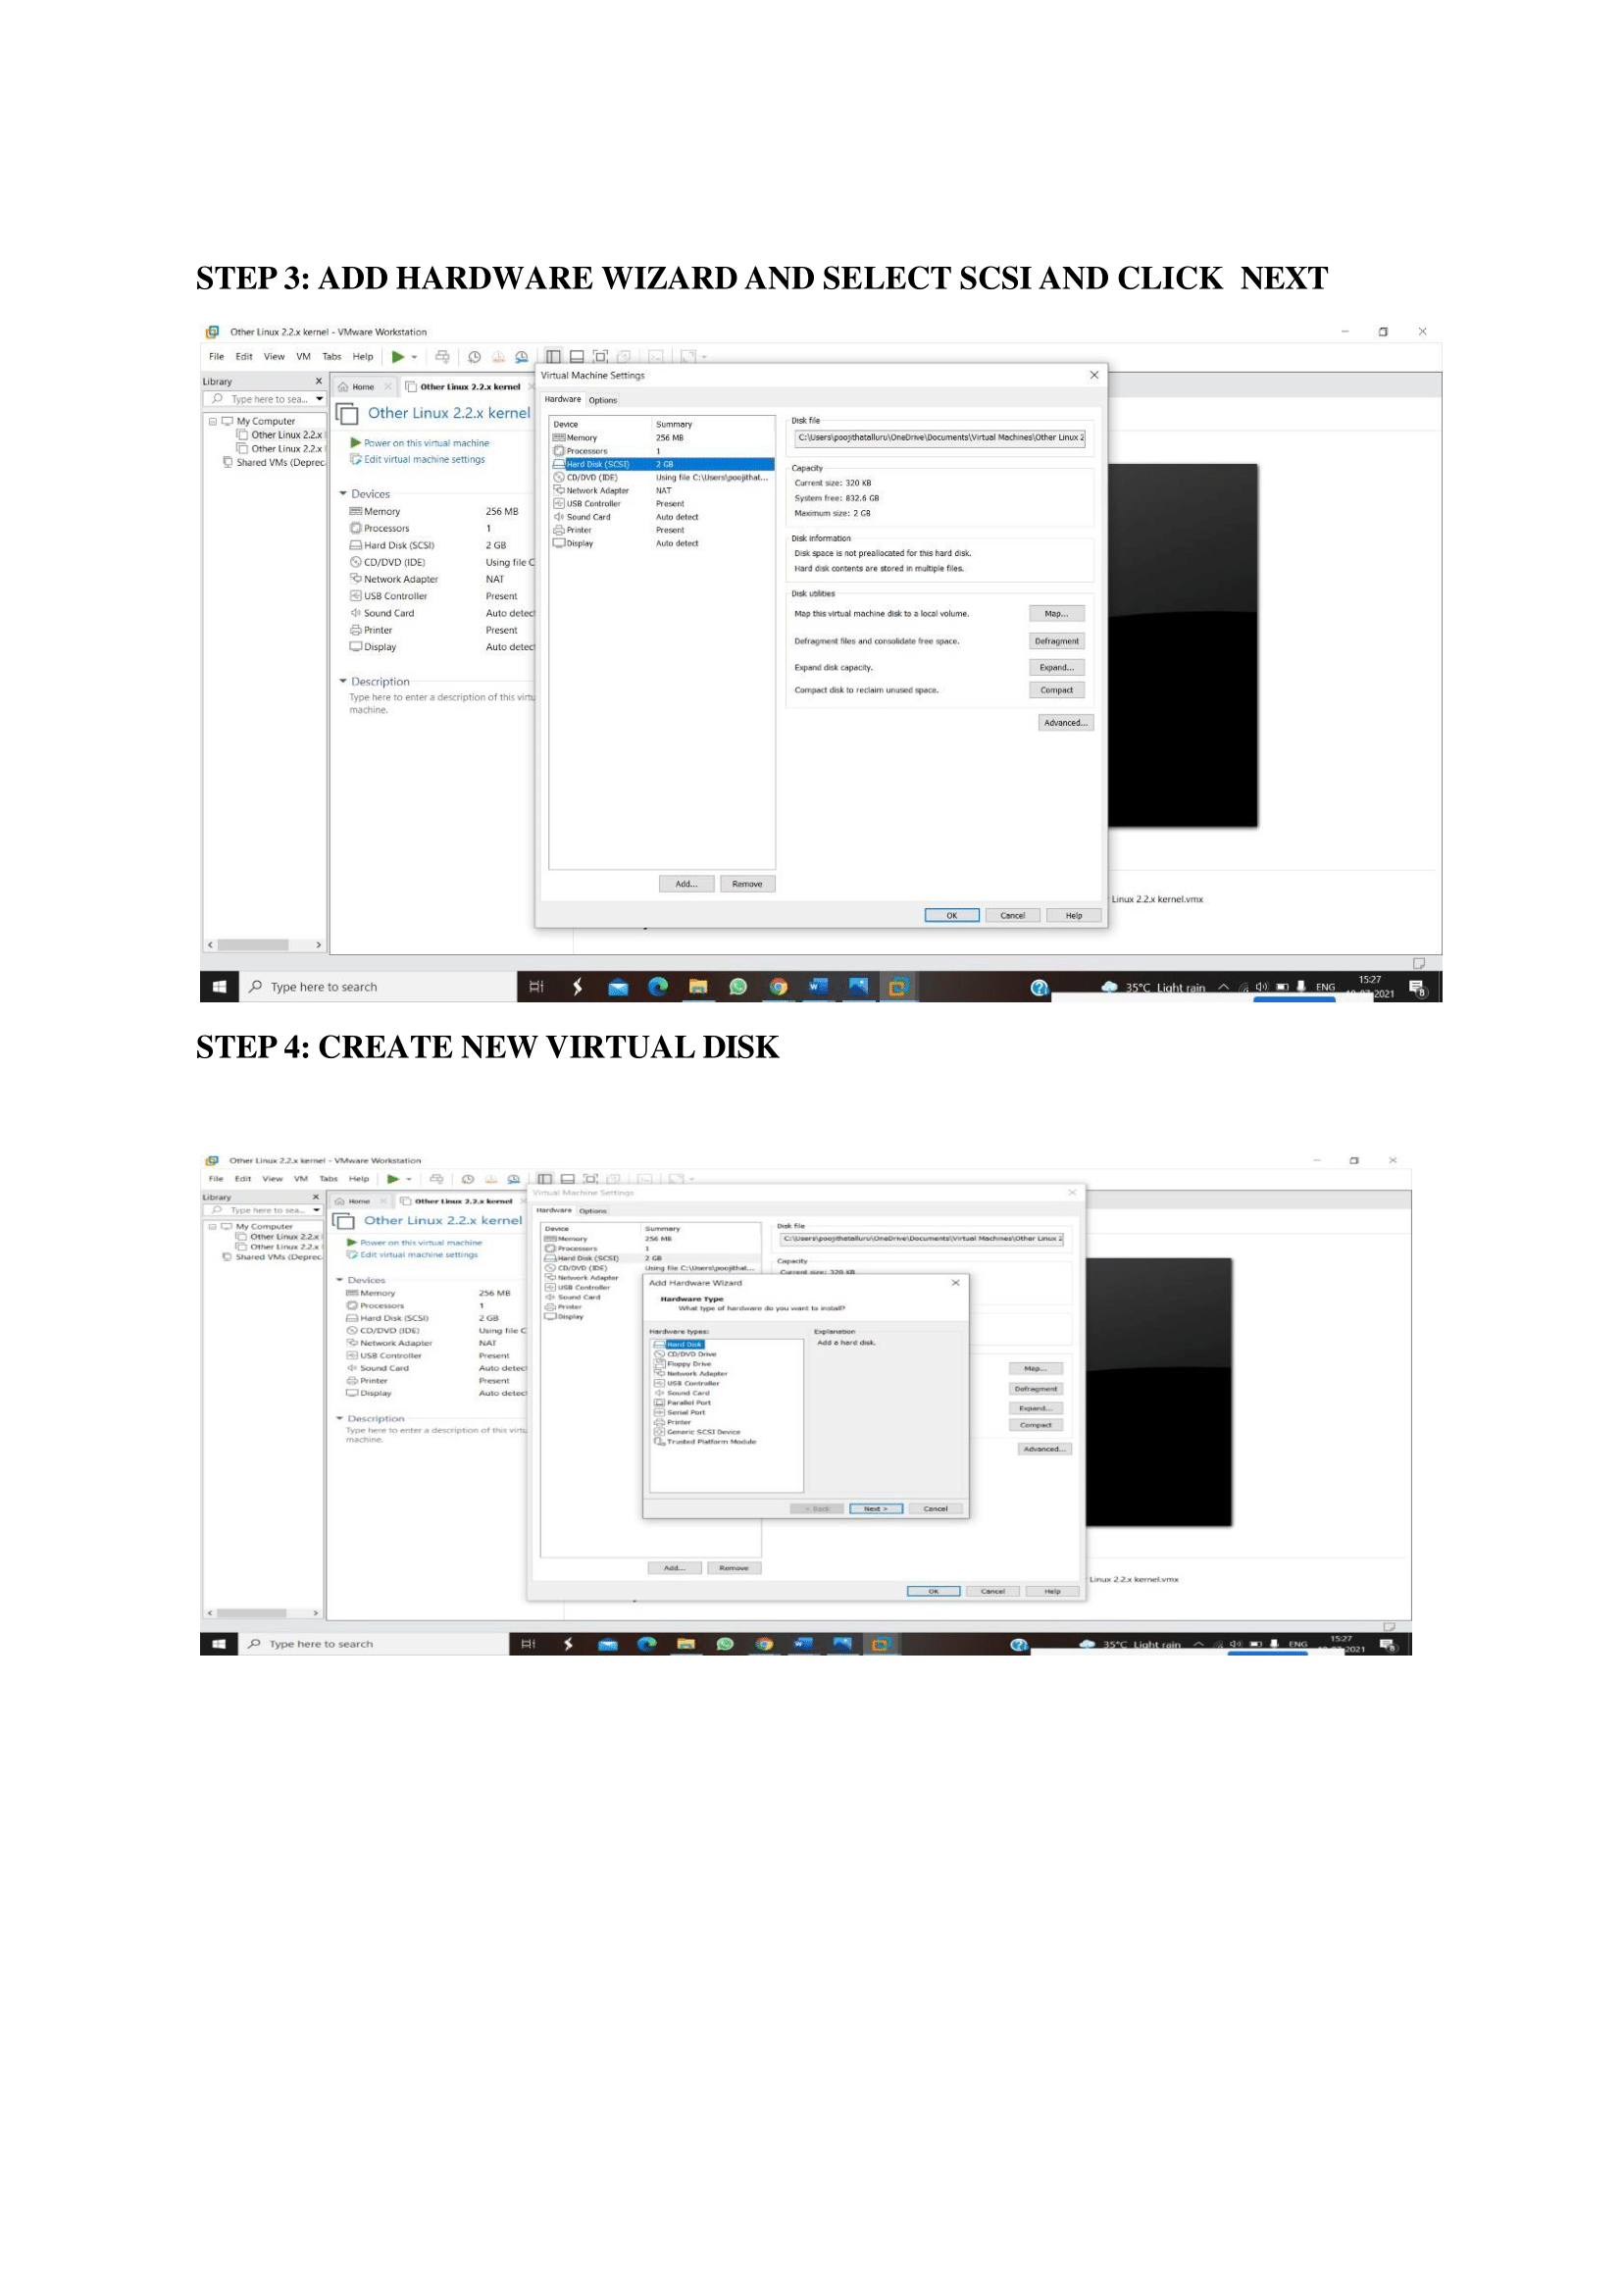 STEP 3: ADD HARDWARE WIZARD AND SELECT SCSI AND CLICK  NEXT
Other Linux 2.2.x kernel - VMware Workstation
File Edit View VM Tabs Help
Library
Type here to sea...
My Computer
Other Linux 2.2.x
Other Linux 2.2.x
Shared VMs (Deprec
Home
Other Linux 2.2.x kernel
Other Linux 2.2.x kernel
Power on this virtual machine
Edit virtual machine settings
Devices
Memory 256 MB
Processors 1
Hard Disk (SCSI) 2 GB
CD/DVD (IDE) Using file C
Network Adapter NAT
USB Controller Present
Sound Card Auto detec
Printer Present
Display Auto detec
Description
Type here to enter a description of this virtu
machine.
Virtual Machine Settings
Hardware Options
Device Summary
Memory 256 MB
Processors 1
Hard Disk (SCSI) 2 GB
CD/DVD (IDE) Using file C:\Users\poojithat...
Network Adapter NAT
USB Controller Present
Sound Card Auto detect
Printer Present
Display Auto detect
Add... Remove
Disk file
C:\Users\poojithatalluru\OneDrive\Documents\Virtual Machines\Other Linux 2
Capacity
Current size: 320 KB
System free: 832.6 GB
Maximum size: 2 GB
Disk information
Disk space is not preallocated for this hard disk.
Hard disk contents are stored in multiple files.
Disk utilities
Map this virtual machine disk to a local volume. Map...
Defragment files and consolidate free space. Defragment
Expand disk capacity. Expand...
Compact disk to reclaim unused space. Compact
Advanced...
OK Cancel Help
Linux 2.2.x kernel.vmx
Type here to search
35°C Light rain ENG 15:27
2021
8
STEP 4: CREATE NEW VIRTUAL DISK
Other Linux 2.2.x kernel - VMware Workstation
File Edit View VM Tabs Help
Library
Type here to sea...
My Computer
Other Linux 2.2.x
Other Linux 2.2.x
Shared VMs (Deprec
Home
Other Linux 2.2.x kernel
Other Linux 2.2.x kernel
Power on this virtual machine
Edit virtual machine settings
Devices
Memory 256 MB
Processors 1
Hard Disk (SCSI) 2 GB
CD/DVD (IDE) Using file C
Network Adapter NAT
USB Controller Present
Sound Card Auto detec
Printer Present
Display Auto detec
Description
Type here to enter a description of this virtu
machine.
Virtual Machine Settings
Hardware Options
Device Summary
Memory 256 MB
Processors 1
Hard Disk (SCSI) 2 GB
CD/DVD (IDE) Using file C:\Users\poojithat...
Network Adapter
USB Controller
Sound Card
Printer
Display
Disk file
C:\Users\poojithatalluru\OneDrive\Documents\Virtual Machines\Other Linux 2
Capacity
Current size: 320 KB
Add Hardware Wizard
Hardware Type
What type of hardware do you want to install?
Hardware types:
Hard Disk
CD/DVD Drive
Floppy Drive
Network Adapter
USB Controller
Sound Card
Parallel Port
Serial Port
Printer
Generic SCSI Device
Trusted Platform Module
Explanation
Add a hard disk.
< Back Next > Cancel
Map...
Defragment
Expand...
Compact
Advanced...
Add... Remove
OK Cancel Help
Linux 2.2.x kernel.vmx
Type here to search
35°C Light rain ENG 15:27
2021